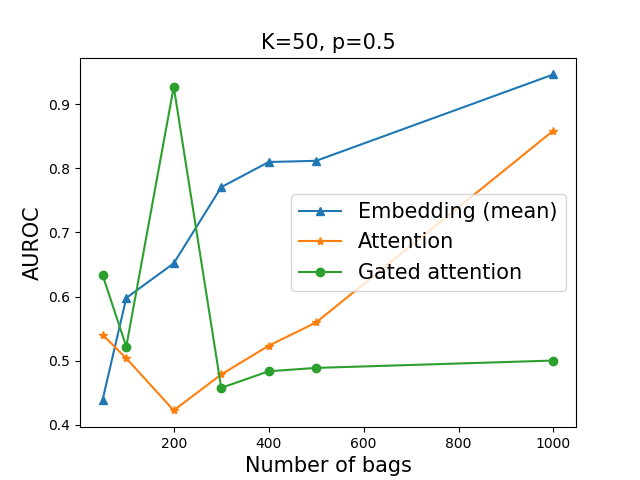 K=50, p=0.5
AUROC
0.9
0.8
0.7
0.6
0.5
0.4
Embedding (mean)
Attention
Gated attention
200 400 600 800 1000
Number of bags